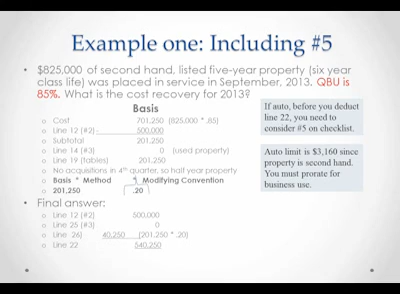 Example one: Including #5
• $825,000 of second hand, listed five-year property (six year
class life) was placed in service in September, 2013. QBU is
85%. What is the cost recovery for 2013?
Basis
o Cost 701,250 (825,000 * .85)
o Line 12 (#2)- 500,000
o Subtotal 201,250
o Line 14 (#3) 0 (used property)
o Line 19 (tables) 201,250
o No acquisitions in 4th quarter, so half year property
o Basis * Method * Modifying Convention
o 201,250 .20
• Final answer:
o Line 12 (#2) 500,000
o Line 25 (#3) 0
o Line 26) 40,250 (201,250 * .20)
o Line 22 540,250
If auto, before you deduct
line 22, you need to
consider #5 on checklist.
Auto limit is $3,160 since
property is second hand.
You must prorate for
business use.